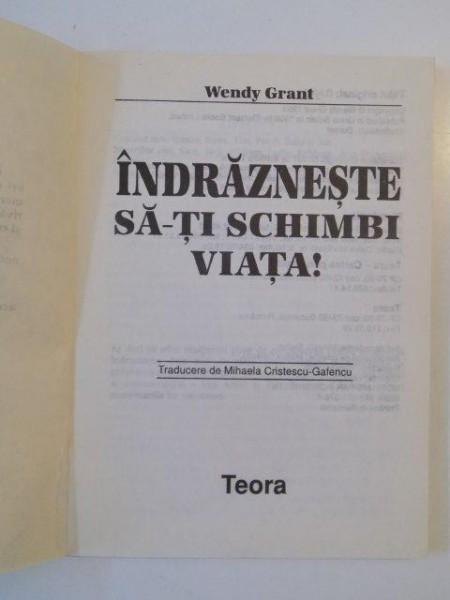 Wendy Grant
ÎNDRĂZNEȘTE
SĂ-ȚI SCHIMBI
VIAȚA!
Traducere de Mihaela Cristescu-Gafencu
Teora